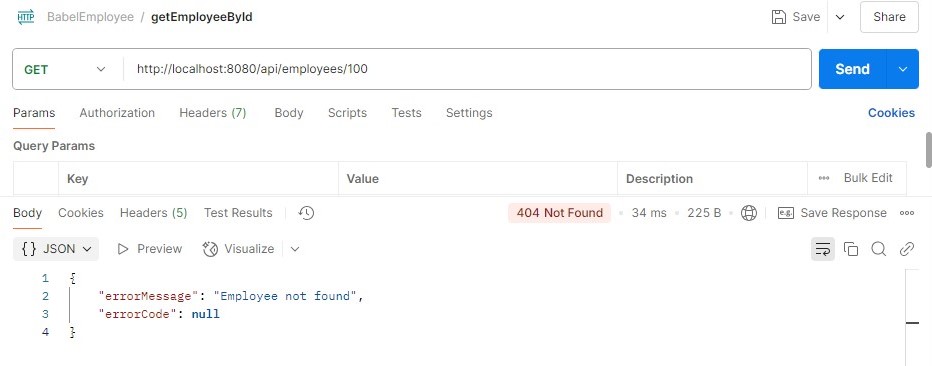 HTTP BabelEmployee / getEmployeeById Save Share
GET http://localhost:8080/api/employees/100 Send
Params Authorization Headers (7) Body Scripts Tests Settings Cookies
Query Params
Key Value Description ••• Bulk Edit
Body Cookies Headers (5) Test Results 404 Not Found • 34 ms • 225 B e.g. Save Response •••
{} JSON Preview Visualize
1 {
2 "errorMessage": "Employee not found",
3 "errorCode": null
4 }